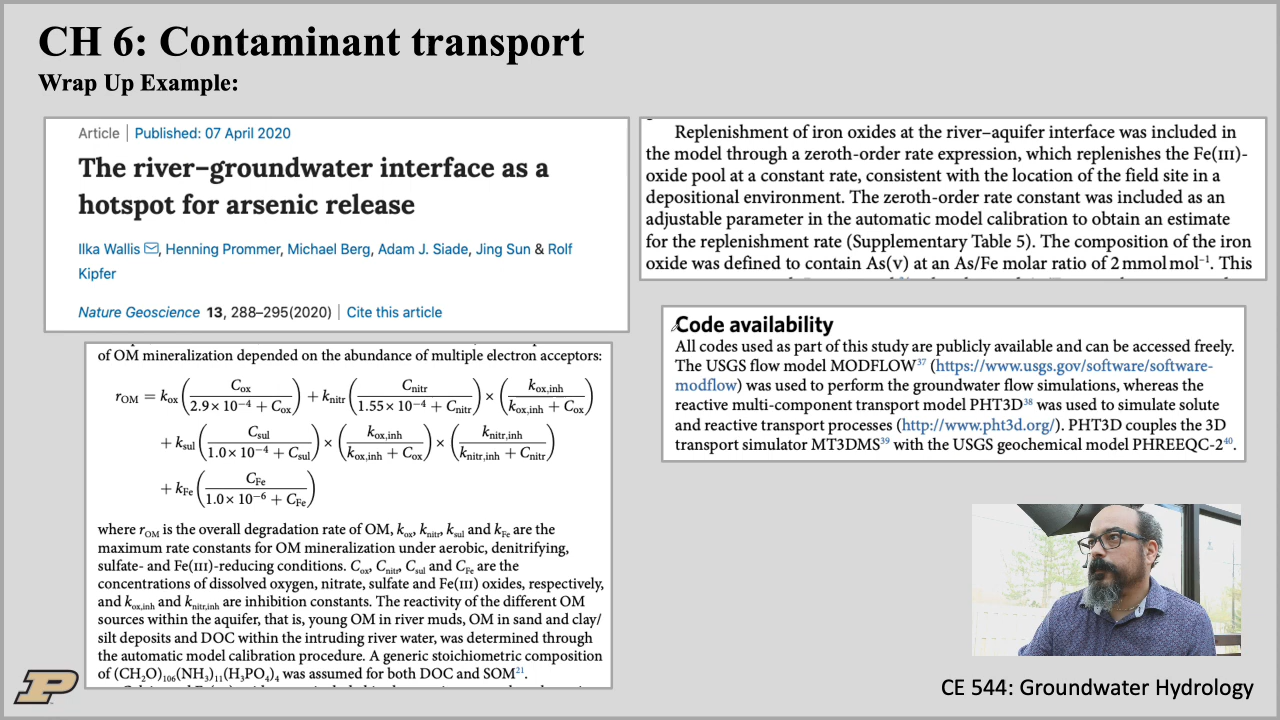 CH 6: Contaminant transport
Wrap Up Example:
Article | Published: 07 April 2020
The river–groundwater interface as a
hotspot for arsenic release
Ilka Wallis, Henning Prommer, Michael Berg, Adam J. Siade, Jing Sun & Rolf
Kipfer
Nature Geoscience 13, 288–295(2020) | Cite this article
of OM mineralization depended on the abundance of multiple electron acceptors:
r_OM = k_ox (C_ox / (2.9 × 10⁻⁴ + C_ox)) + k_nitr (C_nitr / (1.55 × 10⁻⁴ + C_nitr)) × (k_ox,inh / (k_ox,inh + C_ox))
+ k_sul (C_sul / (1.0 × 10⁻⁴ + C_sul)) × (k_ox,inh / (k_ox,inh + C_ox)) × (k_nitr,inh / (k_nitr,inh + C_nitr))
+ k_Fe (C_Fe / (1.0 × 10⁻⁶ + C_Fe))
where r_OM is the overall degradation rate of OM, k_ox, k_nitr, k_sul and k_Fe are the
maximum rate constants for OM mineralization under aerobic, denitrifying,
sulfate- and Fe(III)-reducing conditions. C_ox, C_nitr, C_sul and C_Fe are the
concentrations of dissolved oxygen, nitrate, sulfate and Fe(III) oxides, respectively,
and k_ox,inh and k_nitr,inh are inhibition constants. The reactivity of the different OM
sources within the aquifer, that is, young OM in river muds, OM in sand and clay/
silt deposits and DOC within the intruding river water, was determined through
the automatic model calibration procedure. A generic stoichiometric composition
of (CH₂O)₁₀₆(NH₃)₁₁(H₃PO₄)₄ was assumed for both DOC and SOM²¹.
Replenishment of iron oxides at the river–aquifer interface was included in
the model through a zeroth-order rate expression, which replenishes the Fe(III)-
oxide pool at a constant rate, consistent with the location of the field site in a
depositional environment. The zeroth-order rate constant was included as an
adjustable parameter in the automatic model calibration to obtain an estimate
for the replenishment rate (Supplementary Table 5). The composition of the iron
oxide was defined to contain As(V) at an As/Fe molar ratio of 2 mmol mol⁻¹. This
Code availability
All codes used as part of this study are publicly available and can be accessed freely.
The USGS flow model MODFLOW³⁷ (https://www.usgs.gov/software/software-
modflow) was used to perform the groundwater flow simulations, whereas the
reactive multi-component transport model PHT3D³⁸ was used to simulate solute
and reactive transport processes (http://www.pht3d.org/). PHT3D couples the 3D
transport simulator MT3DMS³⁹ with the USGS geochemical model PHREEQC-2⁴⁰.
P
CE 544: Groundwater Hydrology